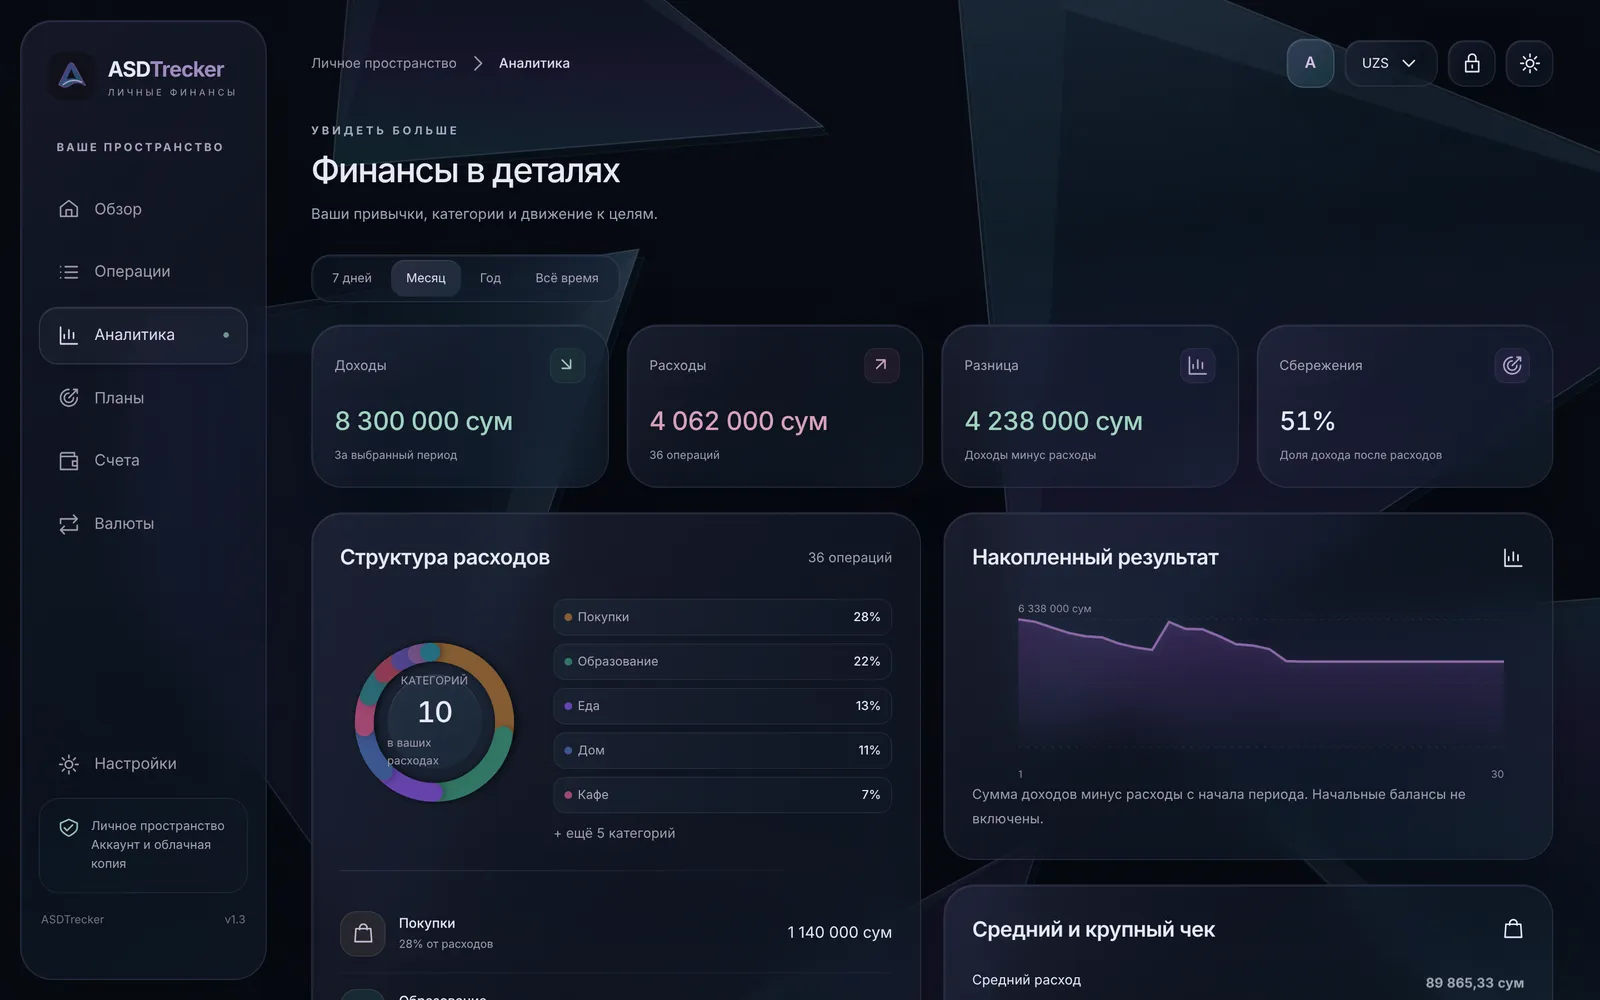 ASDTrecker
ЛИЧНЫЕ ФИНАНСЫ
ВАШЕ ПРОСТРАНСТВО
Обзор
Операции
Аналитика
Планы
Счета
Валюты
Настройки
Личное пространство
Аккаунт и облачная
копия
ASDTrecker v1.3
Личное пространство Аналитика
A UZS
УВИДЕТЬ БОЛЬШЕ
Финансы в деталях
Ваши привычки, категории и движение к целям.
7 дней Месяц Год Всё время
Доходы
8 300 000 сум
За выбранный период
Расходы
4 062 000 сум
36 операций
Разница
4 238 000 сум
Доходы минус расходы
Сбережения
51%
Доля дохода после расходов
Структура расходов 36 операций
КАТЕГОРИЙ
10
в ваших
расходах
Покупки 28%
Образование 22%
Еда 13%
Дом 11%
Кафе 7%
+ ещё 5 категорий
Покупки
28% от расходов
1 140 000 сум
Образование
Накопленный результат
6 338 000 сум
1 30
Сумма доходов минус расходы с начала периода. Начальные балансы не
включены.
Средний и крупный чек
Средний расход 89 865,33 сум